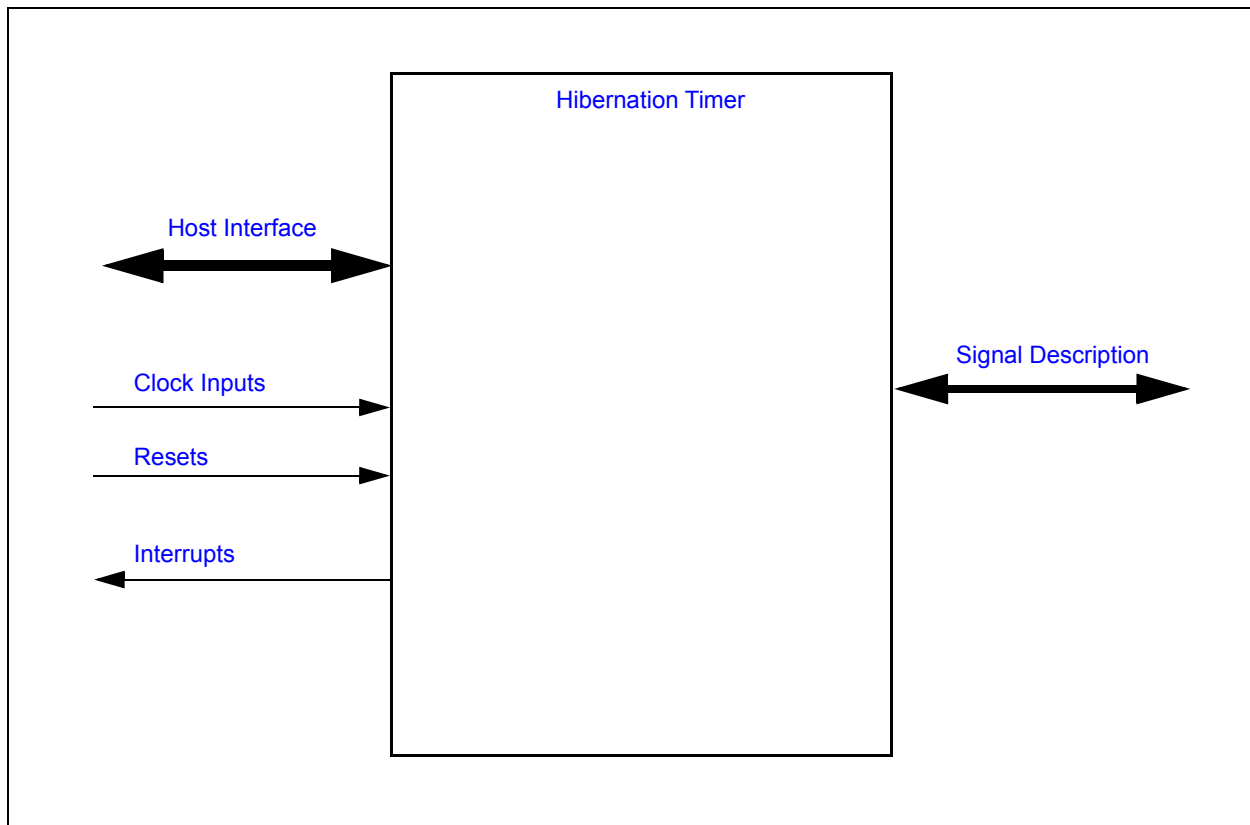 Hibernation Timer
Host Interface
Signal Description
Clock Inputs
Resets
Interrupts